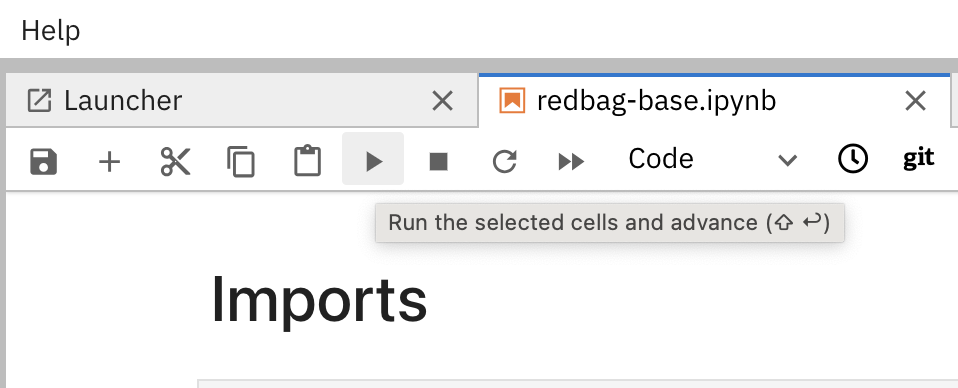 Help
Launcher
redbag-base.ipynb
Code
git
Run the selected cells and advance (⇧ ↩)
Imports